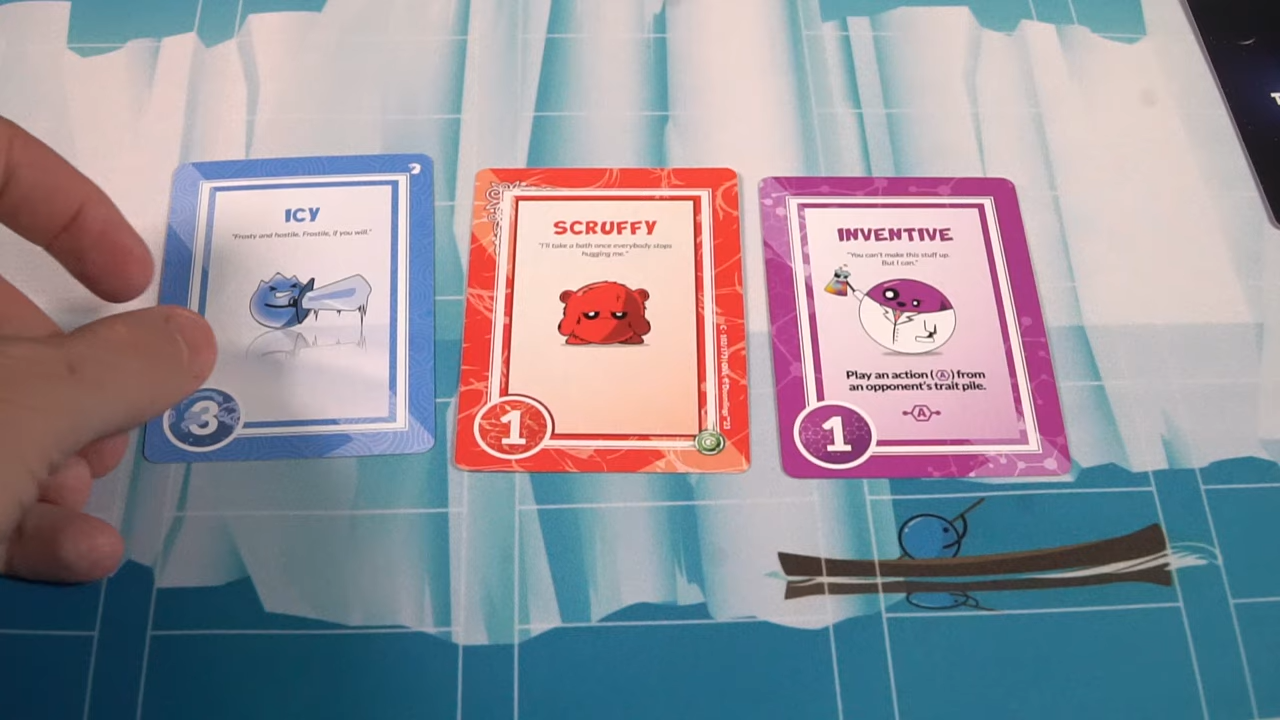 ICY
"Frosty and hostile. Frostile, if you will."
3
SCRUFFY
"I'll take a bath once everybody stops
hugging me."
1
INVENTIVE
"You can't make this stuff up.
But I can."
Play an action (A) from
an opponent's trait pile.
A
1